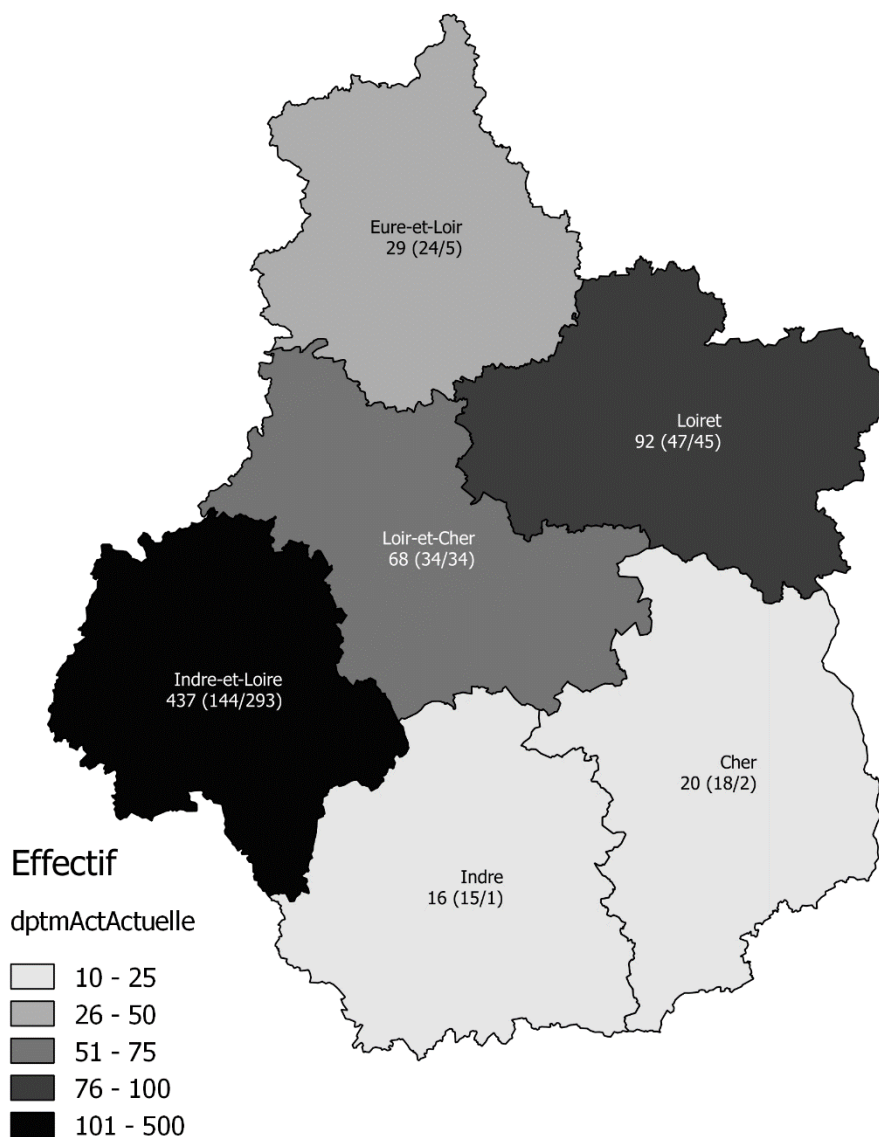 Eure-et-Loir
29 (24/5)
Loiret
92 (47/45)
Loir-et-Cher
68 (34/34)
Indre-et-Loire
437 (144/293)
Cher
20 (18/2)
Indre
16 (15/1)
Effectif
dptmActActuelle
10 - 25
26 - 50
51 - 75
76 - 100
101 - 500